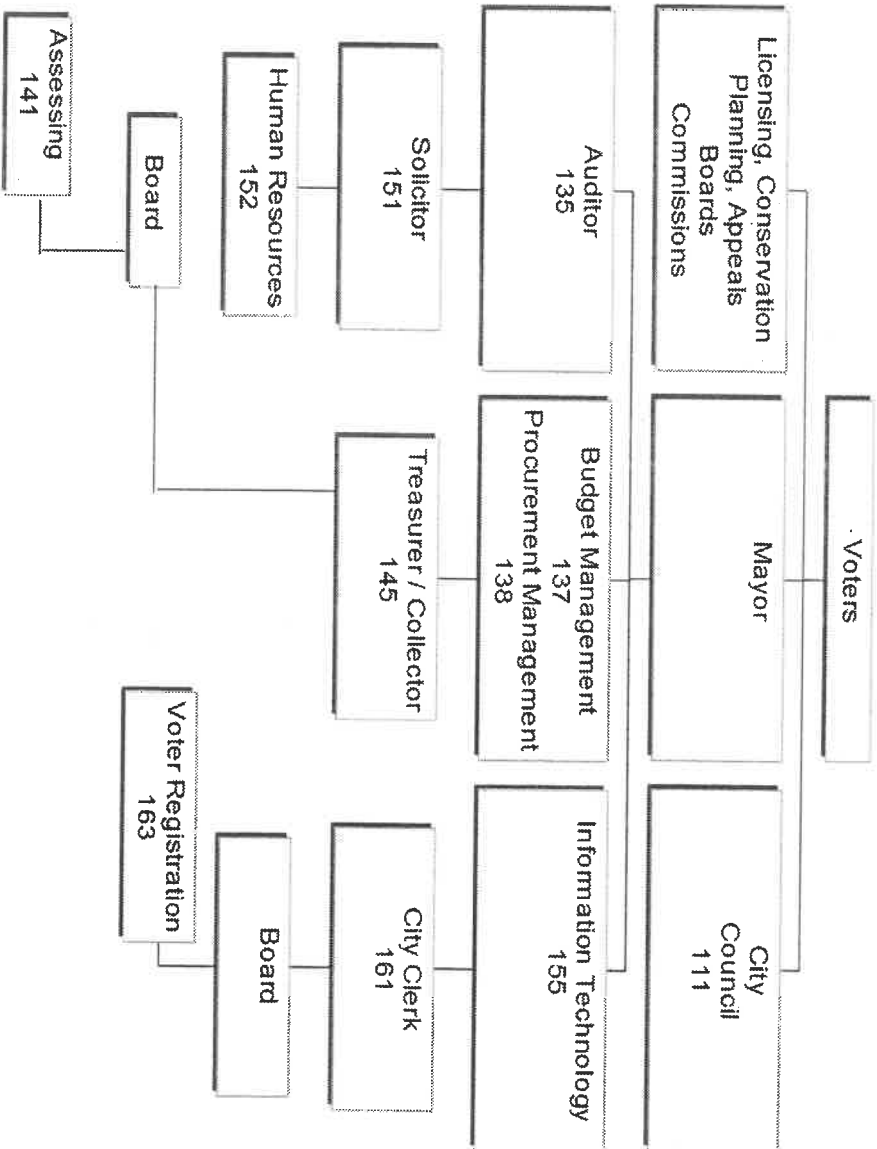 Voters
Licensing, Conservation
Planning, Appeals
Boards
Commissions
Mayor
City
Council
111
Auditor
135
Budget Management
137
Procurement Management
138
Information Technology
155
Solicitor
151
Treasurer / Collector
145
City Clerk
161
Human Resources
152
Board
Board
Assessing
141
Voter Registration
163